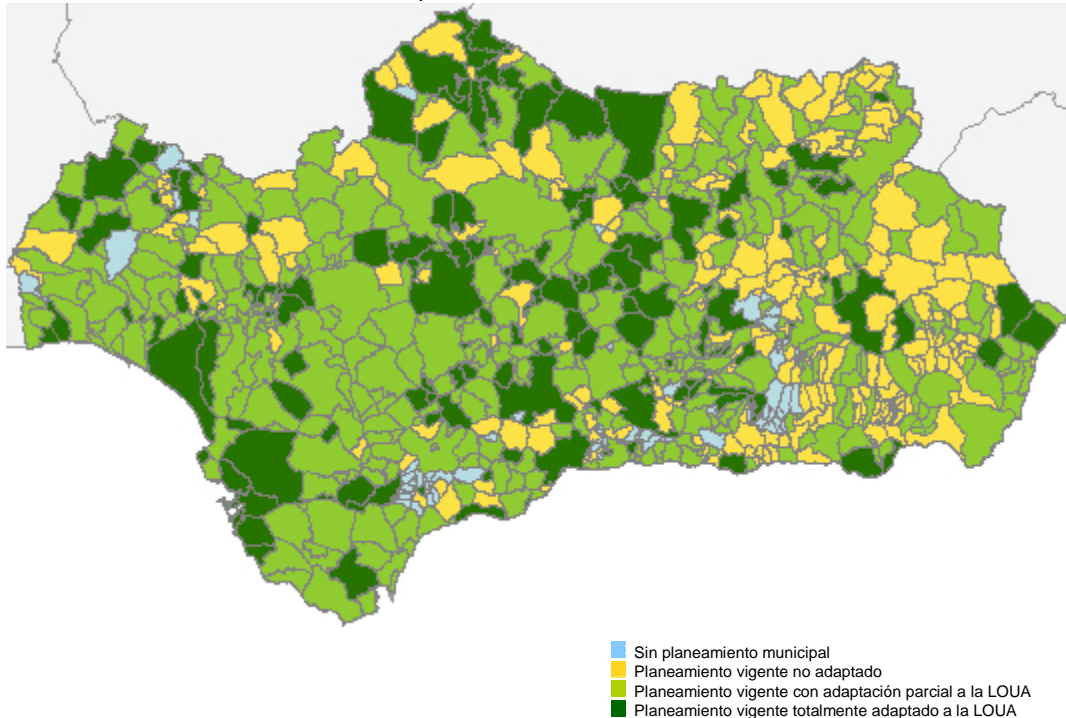 Sin planeamiento municipal
Planeamiento vigente no adaptado
Planeamiento vigente con adaptación parcial a la LOUA
Planeamiento vigente totalmente adaptado a la LOUA